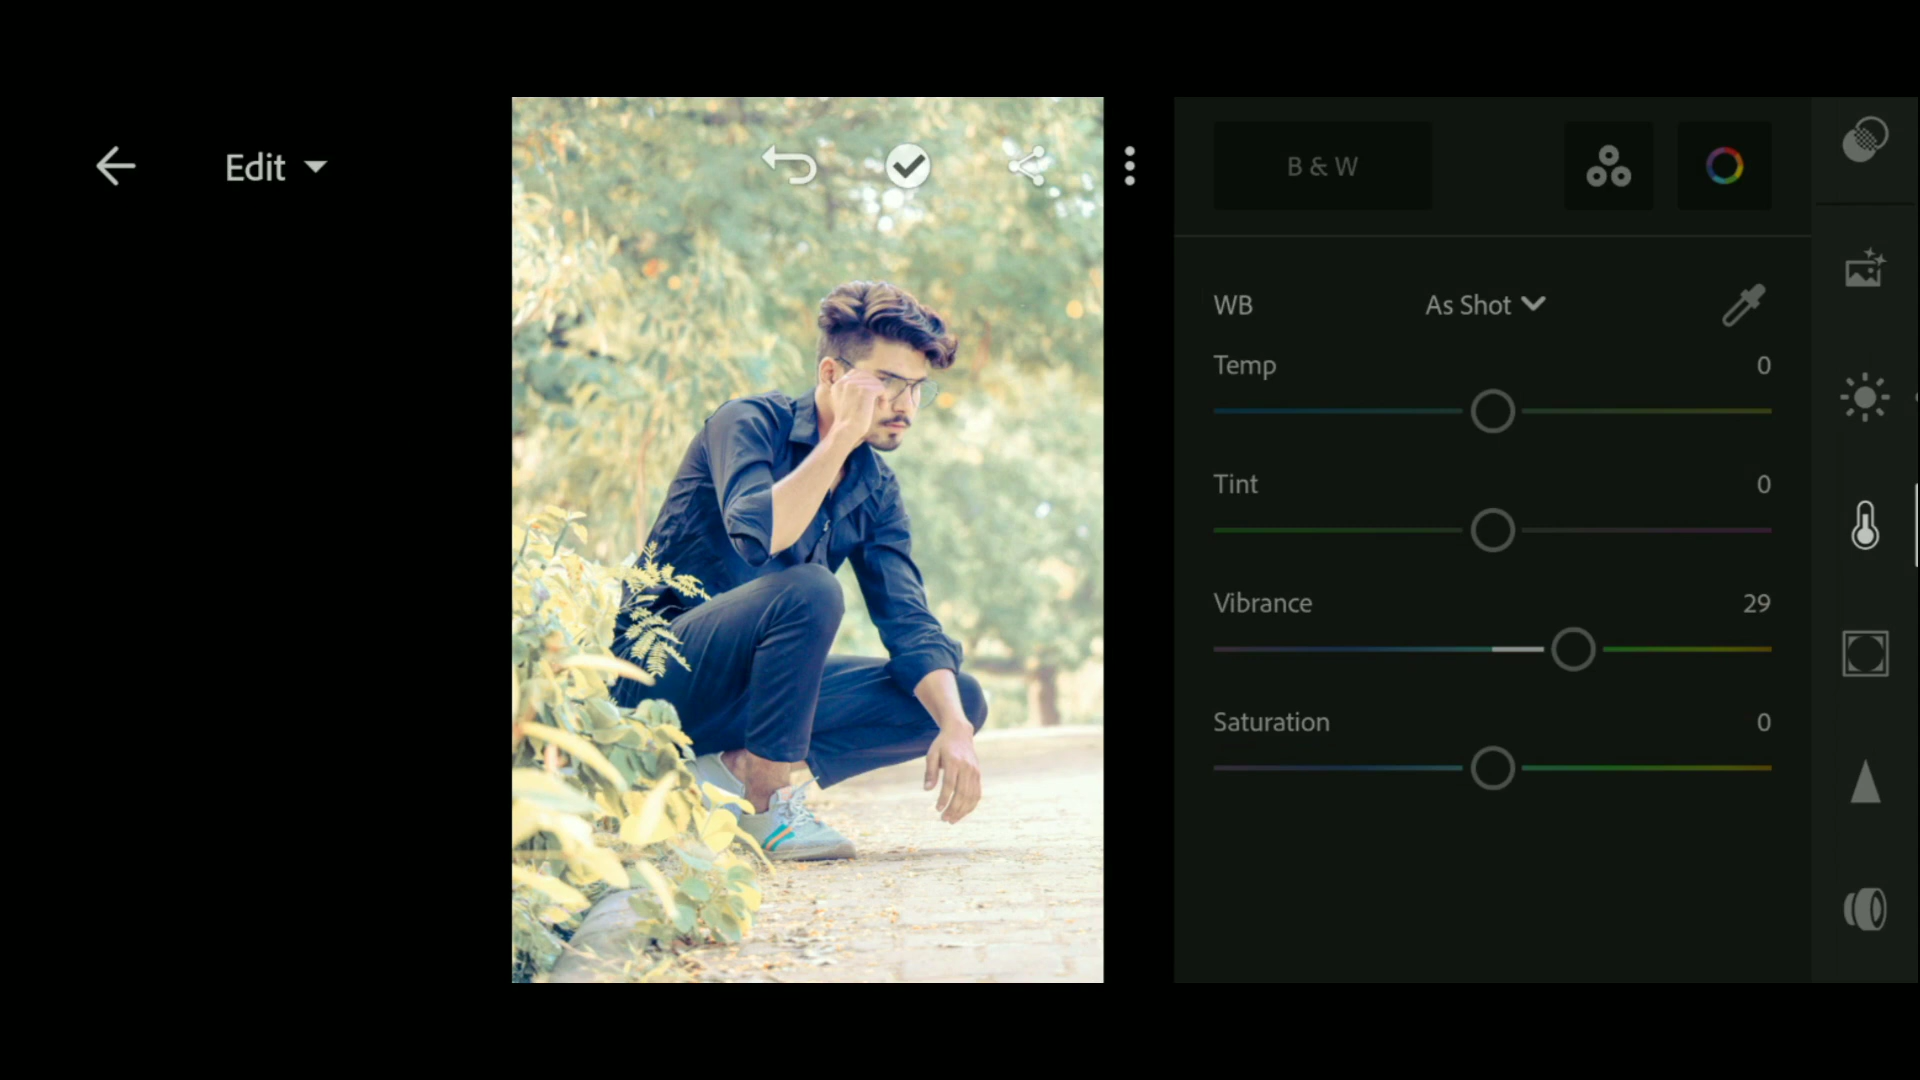 Edit
B & W
WB As Shot
Temp 0
Tint 0
Vibrance 29
Saturation 0